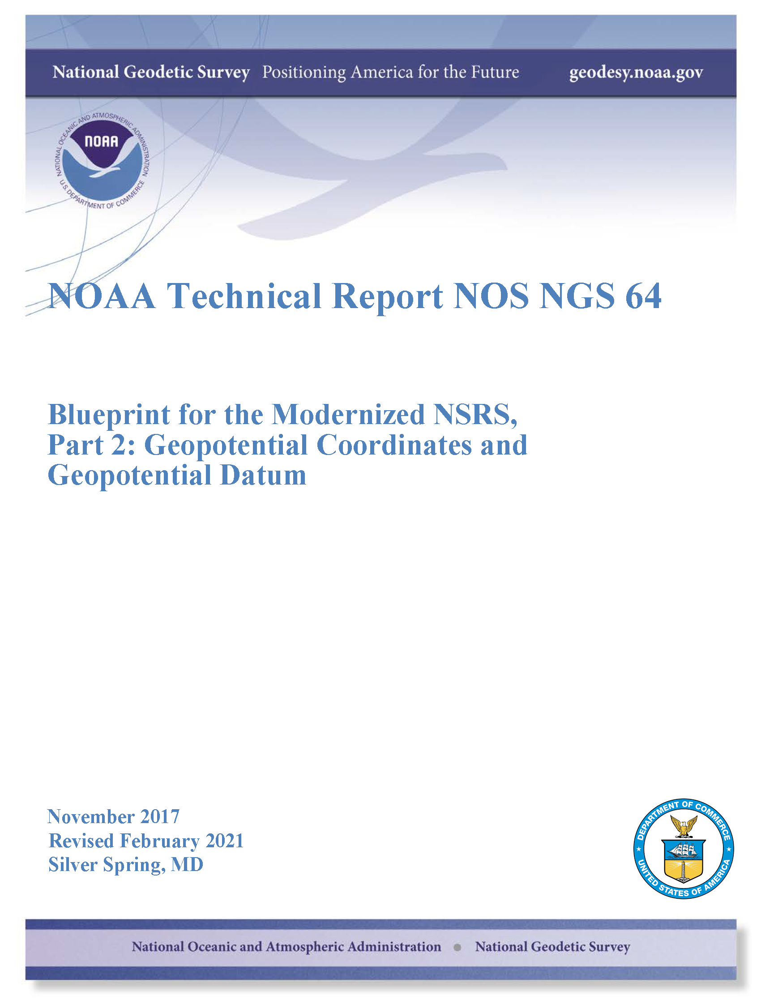 National Geodetic Survey Positioning America for the Future geodesy.noaa.gov
NATIONAL OCEANIC AND ATMOSPHERIC ADMINISTRATION
U.S. DEPARTMENT OF COMMERCE
NOAA
NOAA Technical Report NOS NGS 64
Blueprint for the Modernized NSRS,
Part 2: Geopotential Coordinates and
Geopotential Datum
November 2017
Revised February 2021
Silver Spring, MD
DEPARTMENT OF COMMERCE
UNITED STATES OF AMERICA
National Oceanic and Atmospheric Administration ● National Geodetic Survey